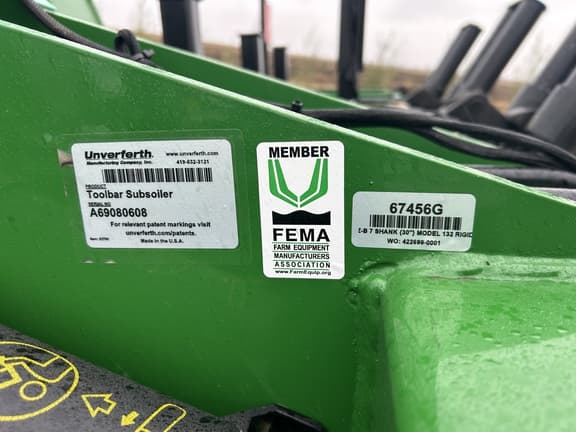 Unverferth.
Manufacturing Company, Inc.
www.unverferth.com
419-532-3121
PRODUCT
Toolbar Subsoiler
SERIAL NO
A69080608
For relevant patent markings visit
unverferth.com/patents.
Made in the U.S.A.
MEMBER
FEMA
FARM EQUIPMENT
MANUFACTURERS
ASSOCIATION
www.FarmEquip.org
67456G
7 SHANK (30") MODEL 132 RIGID
WO: 422699-0001